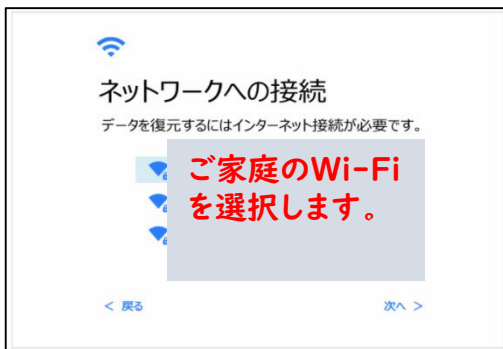 ネットワークへの接続
データを復元するにはインターネット接続が必要です。
ご家庭のWi-Fi
を選択します。
< 戻る
次へ >